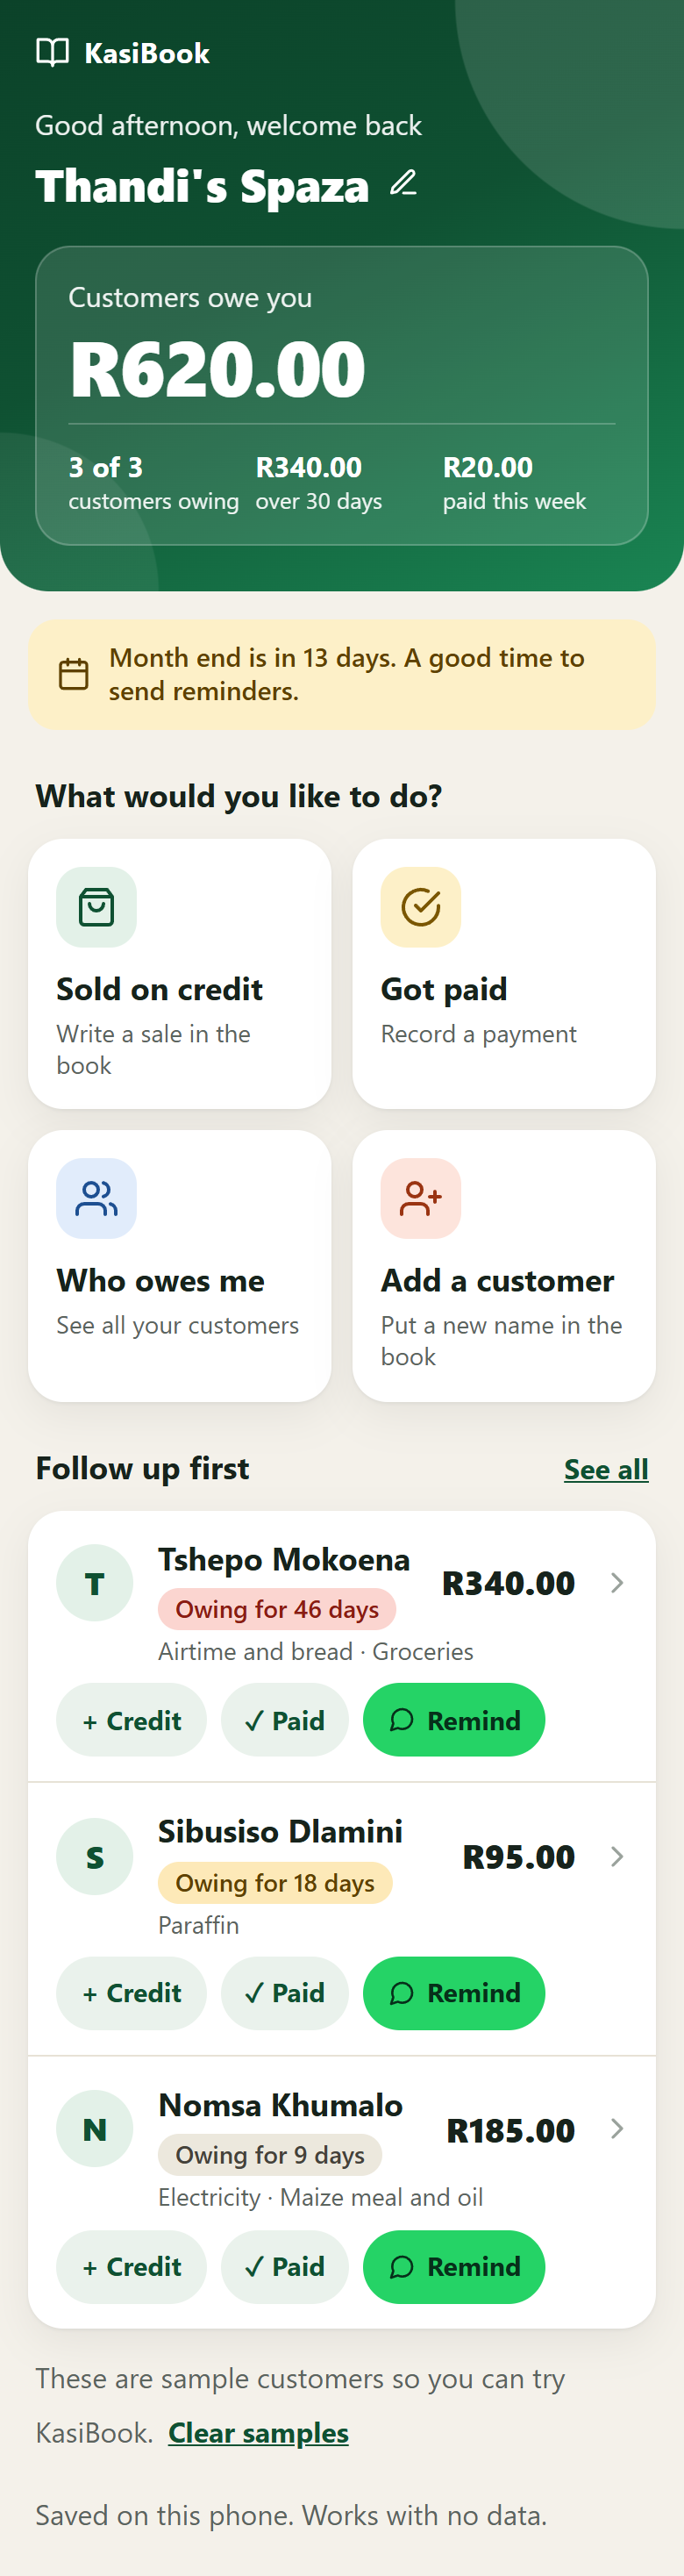 KasiBook
Good afternoon, welcome back
Thandi's Spaza
Customers owe you
R620.00
3 of 3
customers owing
R340.00
over 30 days
R20.00
paid this week
Month end is in 13 days. A good time to
send reminders.
What would you like to do?
Sold on credit
Write a sale in the
book
Got paid
Record a payment
Who owes me
See all your customers
Add a customer
Put a new name in the
book
Follow up first
See all
T
Tshepo Mokoena
Owing for 46 days
Airtime and bread · Groceries
R340.00
+ Credit
✓ Paid
Remind
S
Sibusiso Dlamini
Owing for 18 days
Paraffin
R95.00
+ Credit
✓ Paid
Remind
N
Nomsa Khumalo
Owing for 9 days
Electricity · Maize meal and oil
R185.00
+ Credit
✓ Paid
Remind
These are sample customers so you can try
KasiBook. Clear samples
Saved on this phone. Works with no data.